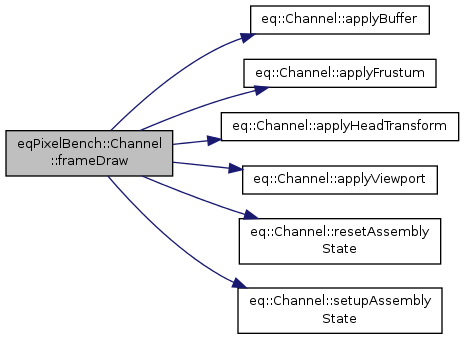 eq::Channel::applyBuffer
eq::Channel::applyFrustum
eq::Channel::applyHeadTransform
eqPixelBench::Channel
::frameDraw
eq::Channel::applyViewport
eq::Channel::resetAssembly
State
eq::Channel::setupAssembly
State